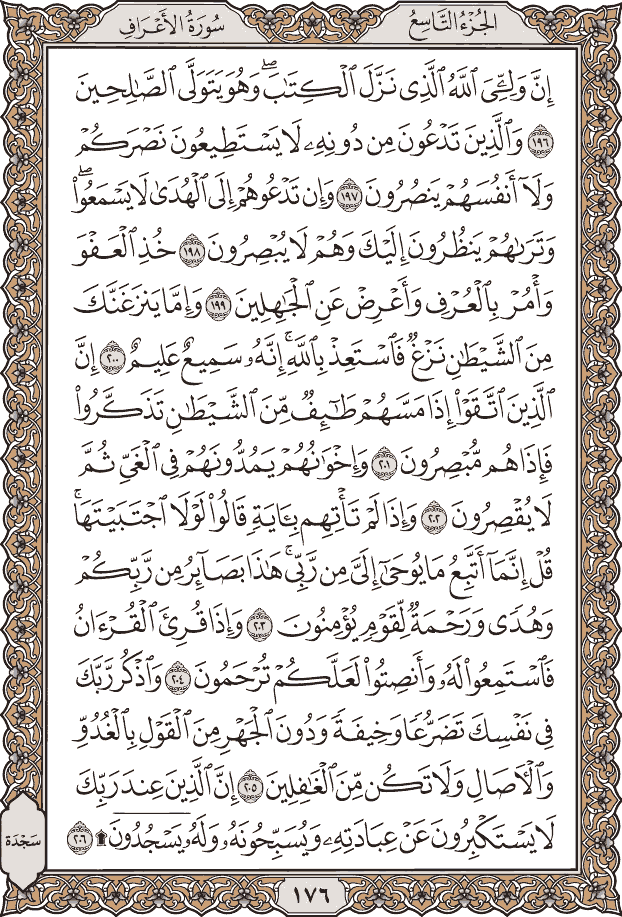 الجُزْءُ التَّاسِعُ
سُورَةُ الأَعْرَافِ
إِنَّ وَلِـِّۧيَ ٱللَّهُ ٱلَّذِي نَزَّلَ ٱلْكِتَٰبَۖ وَهُوَ يَتَوَلَّى ٱلصَّٰلِحِينَ
١٩٦ وَٱلَّذِينَ تَدْعُونَ مِن دُونِهِۦ لَا يَسْتَطِيعُونَ نَصْرَكُمْ
وَلَآ أَنفُسَهُمْ يَنصُرُونَ ١٩٧ وَإِن تَدْعُوهُمْ إِلَى ٱلْهُدَىٰ لَا يَسْمَعُوا۟ۖ
وَتَرَىٰهُمْ يَنظُرُونَ إِلَيْكَ وَهُمْ لَا يُبْصِرُونَ ١٩٨ خُذِ ٱلْعَفْوَ
وَأْمُرْ بِٱلْعُرْفِ وَأَعْرِضْ عَنِ ٱلْجَٰهِلِينَ ١٩٩ وَإِمَّا يَنزَغَنَّكَ
مِنَ ٱلشَّيْطَٰنِ نَزْغٌ فَٱسْتَعِذْ بِٱللَّهِۚ إِنَّهُۥ سَمِيعٌ عَلِيمٌ ٢٠٠ إِنَّ
ٱلَّذِينَ ٱتَّقَوْا۟ إِذَا مَسَّهُمْ طَٰٓئِفٌ مِّنَ ٱلشَّيْطَٰنِ تَذَكَّرُوا۟
فَإِذَا هُم مُّبْصِرُونَ ٢٠١ وَإِخْوَٰنُهُمْ يَمُدُّونَهُمْ فِي ٱلْغَيِّ ثُمَّ
لَا يُقْصِرُونَ ٢٠٢ وَإِذَا لَمْ تَأْتِهِم بِـَٔايَةٍ قَالُوا۟ لَوْلَا ٱجْتَبَيْتَهَاۚ
قُلْ إِنَّمَآ أَتَّبِعُ مَا يُوحَىٰٓ إِلَيَّ مِن رَّبِّيۚ هَٰذَا بَصَآئِرُ مِن رَّبِّكُمْ
وَهُدًى وَرَحْمَةٌ لِّقَوْمٍ يُؤْمِنُونَ ٢٠٣ وَإِذَا قُرِئَ ٱلْقُرْءَانُ
فَٱسْتَمِعُوا۟ لَهُۥ وَأَنصِتُوا۟ لَعَلَّكُمْ تُرْحَمُونَ ٢٠٤ وَٱذْكُر رَّبَّكَ
فِي نَفْسِكَ تَضَرُّعًا وَخِيفَةً وَدُونَ ٱلْجَهْرِ مِنَ ٱلْقَوْلِ بِٱلْغُدُوِّ
وَٱلْءَاصَالِ وَلَا تَكُن مِّنَ ٱلْغَٰفِلِينَ ٢٠٥ إِنَّ ٱلَّذِينَ عِندَ رَبِّكَ
لَا يَسْتَكْبِرُونَ عَنْ عِبَادَتِهِۦ وَيُسَبِّحُونَهُۥ وَلَهُۥ يَسْجُدُونَ۩ ٢٠٦
سَجْدَة
١٧٦